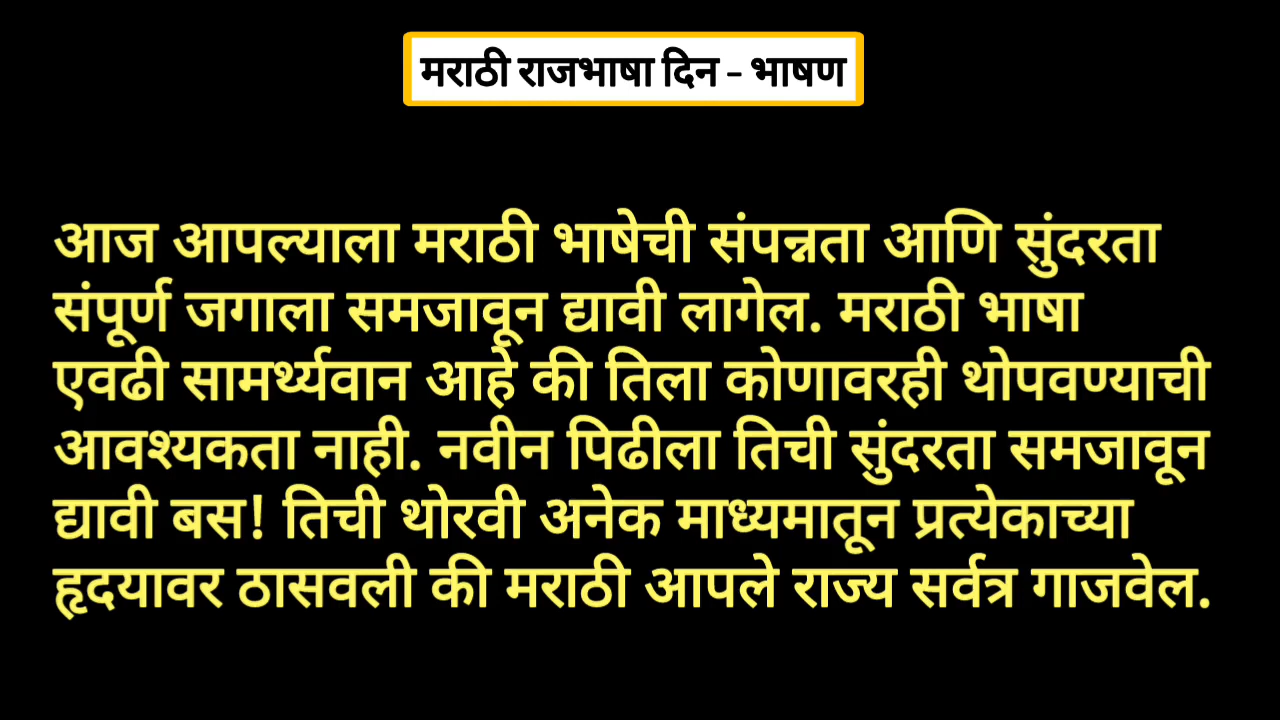 मराठी राजभाषा दिन - भाषण
आज आपल्याला मराठी भाषेची संपन्नता आणि सुंदरता
संपूर्ण जगाला समजावून द्यावी लागेल. मराठी भाषा
एवढी सामर्थ्यवान आहे की तिला कोणावरही थोपवण्याची
आवश्यकता नाही. नवीन पिढीला तिची सुंदरता समजावून
द्यावी बस! तिची थोरवी अनेक माध्यमातून प्रत्येकाच्या
हृदयावर ठासवली की मराठी आपले राज्य सर्वत्र गाजवेल.